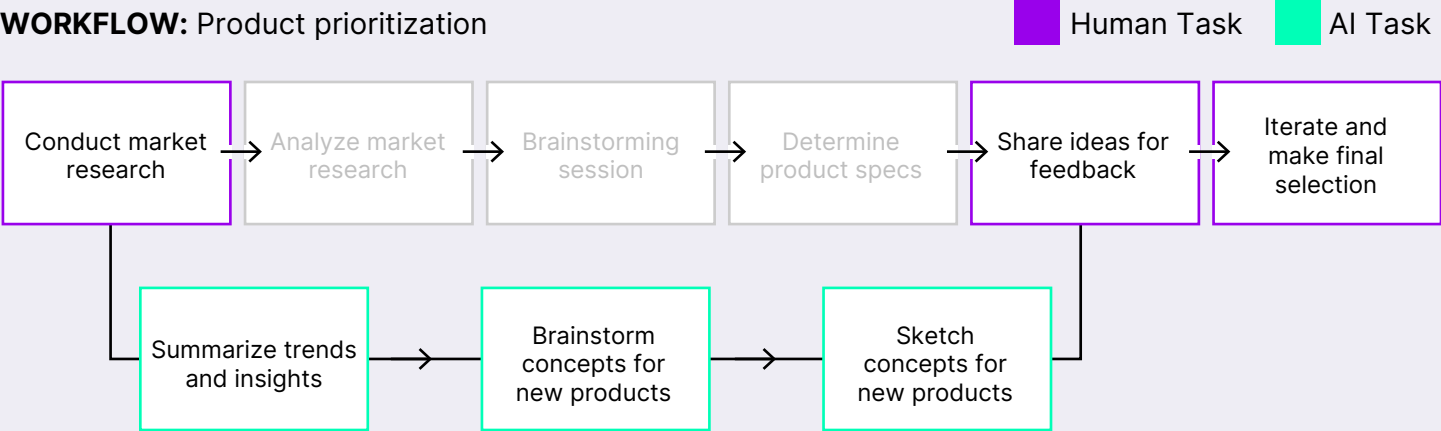 WORKFLOW: Product prioritization
Human Task
AI Task
Conduct market
research
Analyze market
research
Brainstorming
session
Determine
product specs
Share ideas for
feedback
Iterate and
make final
selection
Summarize trends
and insights
Brainstorm
concepts for
new products
Sketch
concepts for
new products